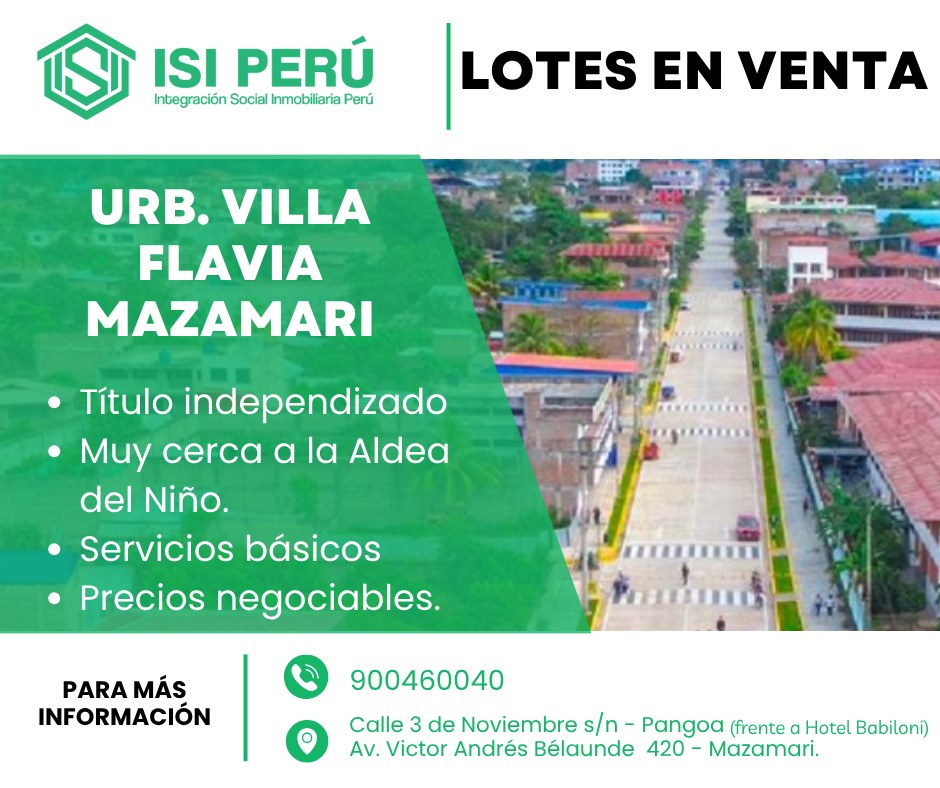 ISI PERÚ
Integración Social Inmobiliaria Perú
LOTES EN VENTA
URB. VILLA
FLAVIA
MAZAMARI
• Título independizado
• Muy cerca a la Aldea
del Niño.
• Servicios básicos
• Precios negociables.
PARA MÁS
INFORMACIÓN
900460040
Calle 3 de Noviembre s/n - Pangoa (frente a Hotel Babiloni)
Av. Victor Andrés Bélaunde 420 - Mazamari.